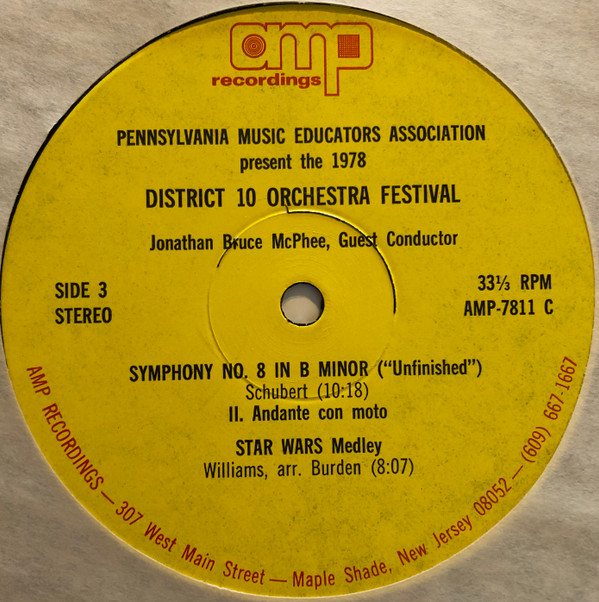 amp
recordings
PENNSYLVANIA MUSIC EDUCATORS ASSOCIATION
present the 1978
DISTRICT 10 ORCHESTRA FESTIVAL
Jonathan Bruce McPhee, Guest Conductor
SIDE 3
STEREO
33⅓ RPM
AMP-7811 C
SYMPHONY NO. 8 IN B MINOR (“Unfinished”)
Schubert (10:18)
II. Andante con moto
STAR WARS Medley
Williams, arr. Burden (8:07)
AMP RECORDINGS — 307 West Main Street — Maple Shade, New Jersey 08052 — (609) 667-1667